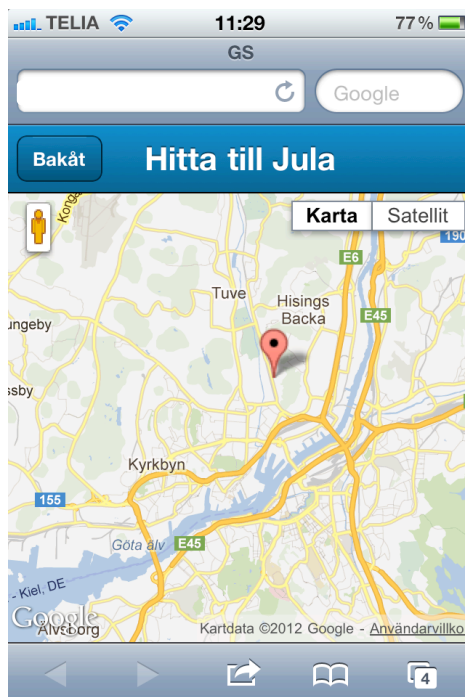 TELIA 11:29 77 %
GS
Google
Bakåt Hitta till Jula
Karta Satellit
190
E6
Tuve
Hisings
Backa
E45
ungeby
ssby
Kyrkbyn
155
Göta älv E45
- Kiel, DE
Google
Älvsborg
Kartdata ©2012 Google - Användarvillko
4